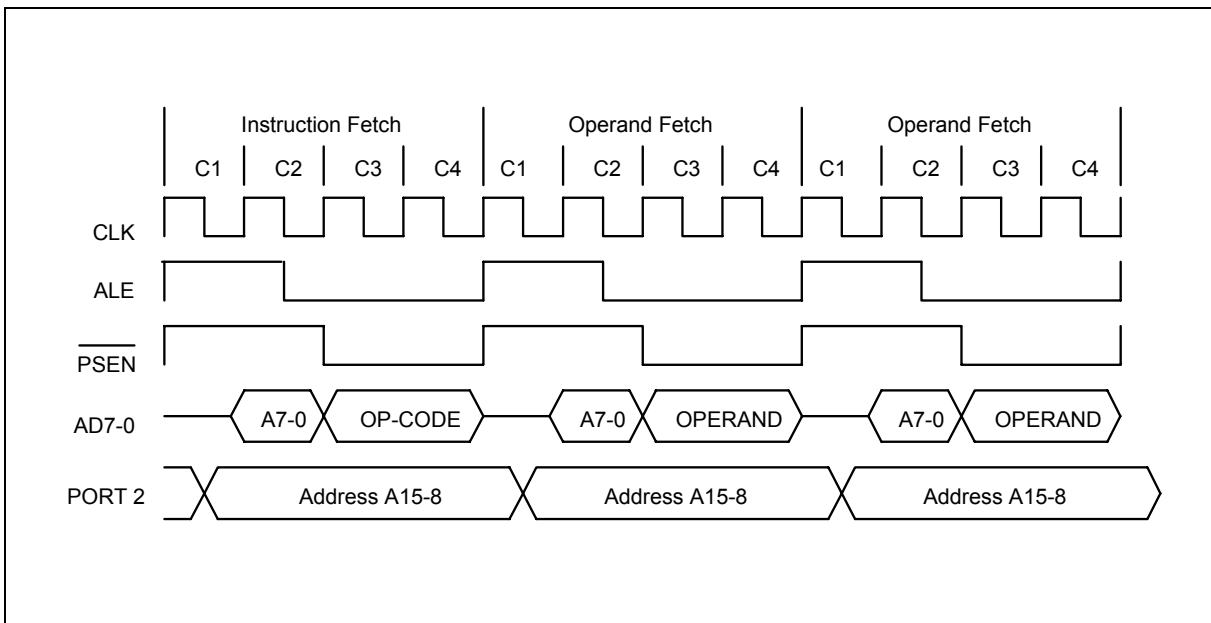 Instruction Fetch Operand Fetch Operand Fetch
C1 C2 C3 C4 C1 C2 C3 C4 C1 C2 C3 C4
CLK
ALE
PSEN
AD7-0 A7-0 OP-CODE A7-0 OPERAND A7-0 OPERAND
PORT 2 Address A15-8 Address A15-8 Address A15-8